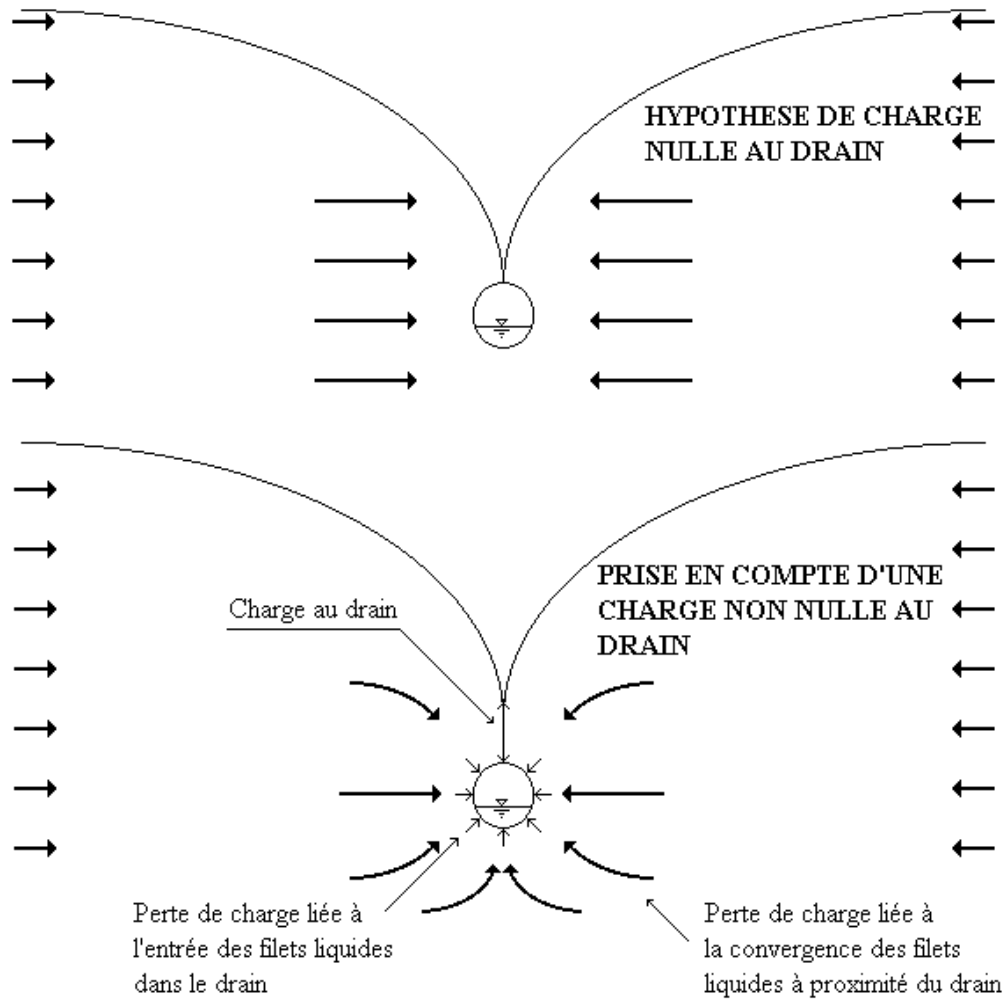 HYPOTHESE DE CHARGE
NULLE AU DRAIN
PRISE EN COMPTE D'UNE
CHARGE NON NULLE AU
DRAIN
Charge au drain
Perte de charge liée à
l'entrée des filets liquides
dans le drain
Perte de charge liée à
la convergence des filets
liquides à proximité du drain